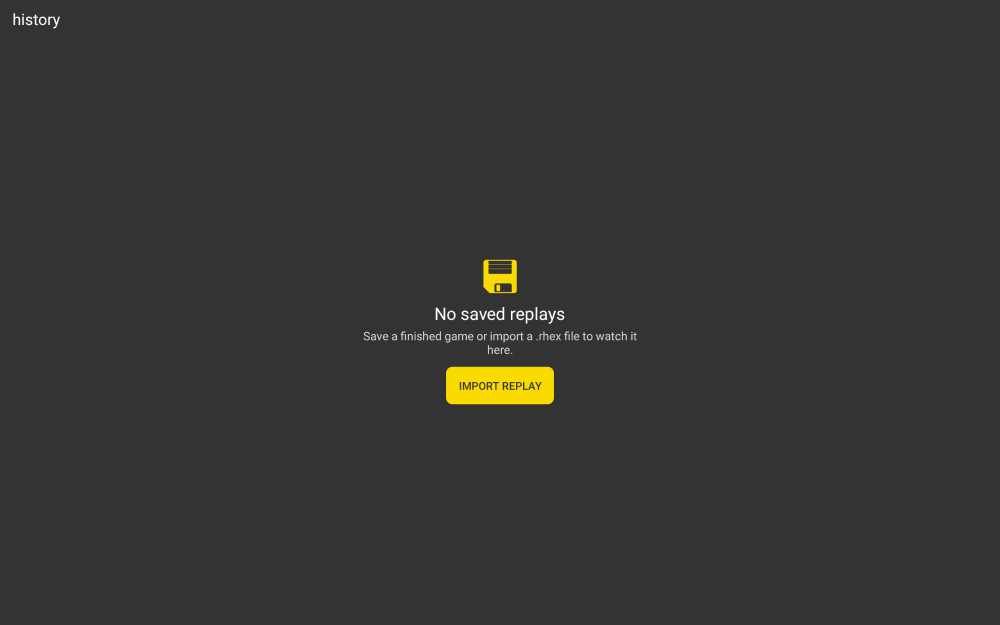 history
No saved replays
Save a finished game or import a .rhex file to watch it
here.
IMPORT REPLAY